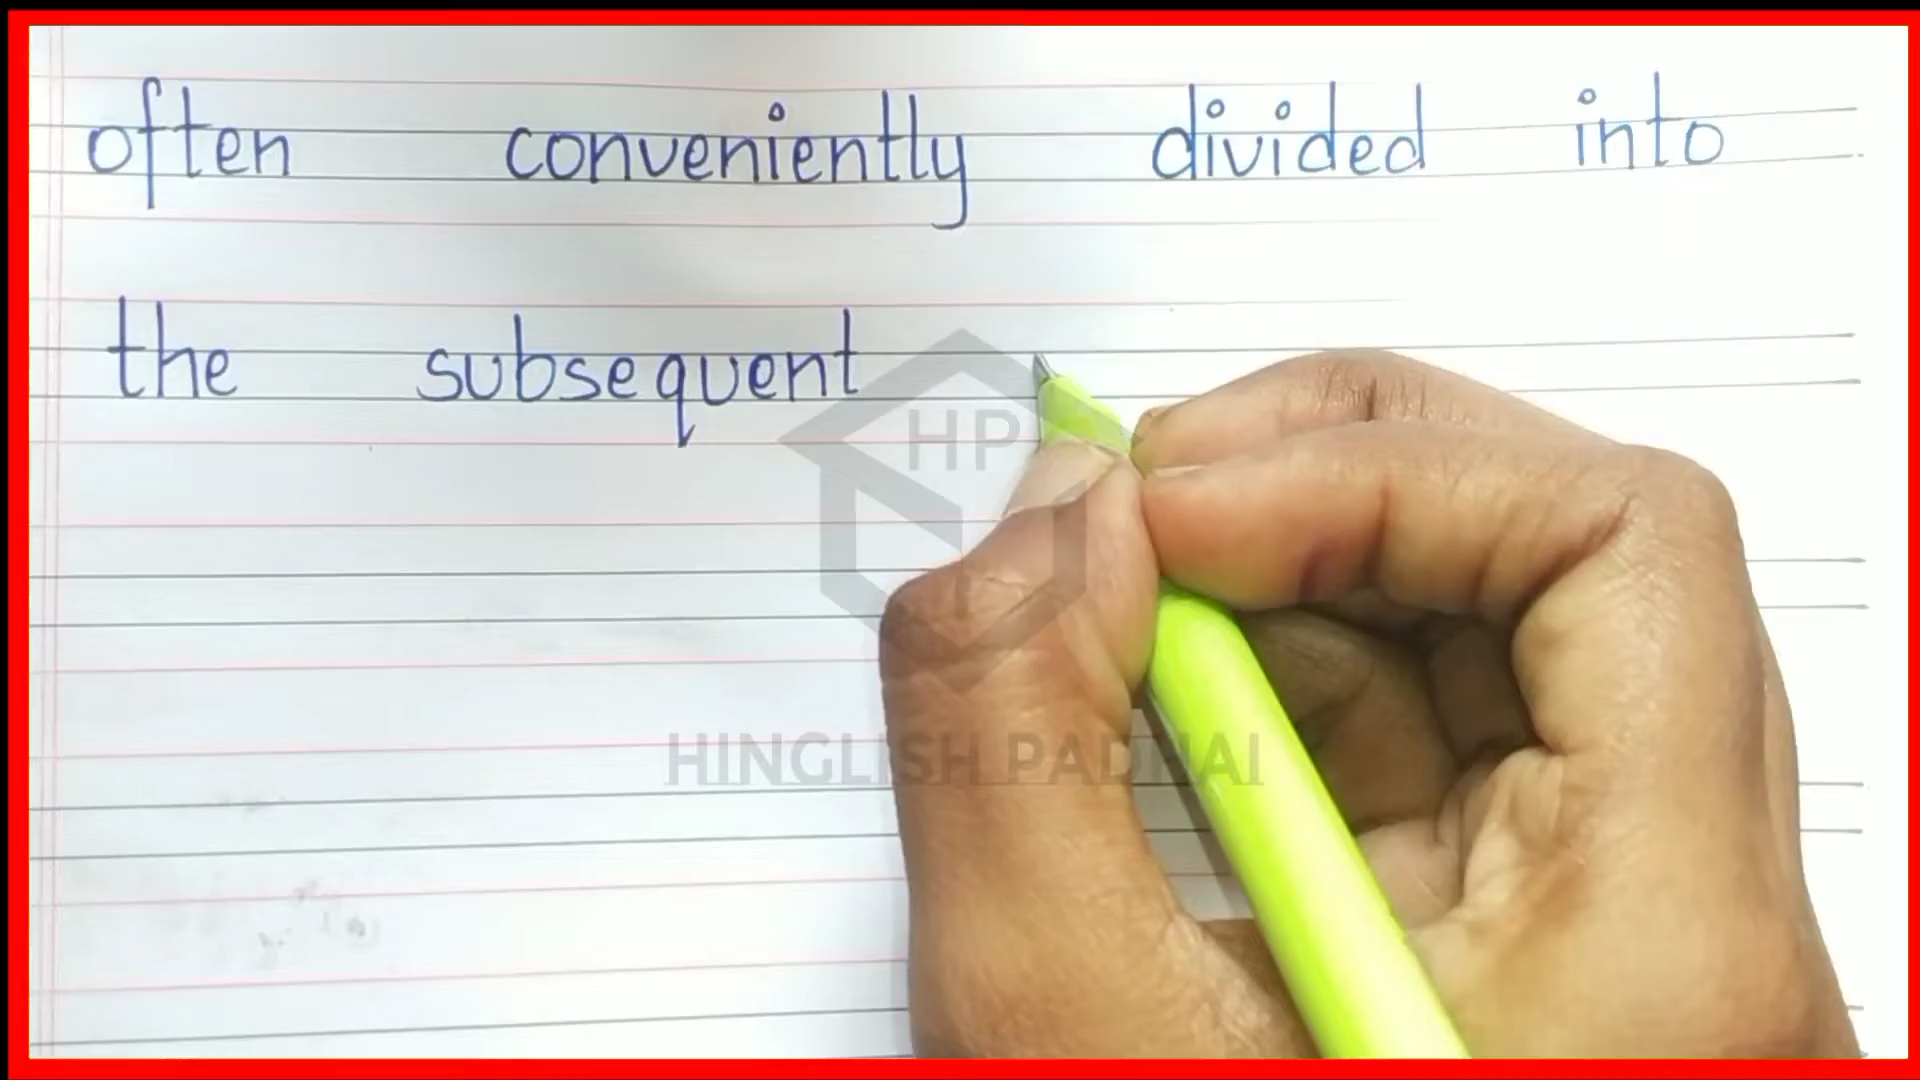 often conveniently divided into
the subsequent
HP
HINGLISH PADHAI